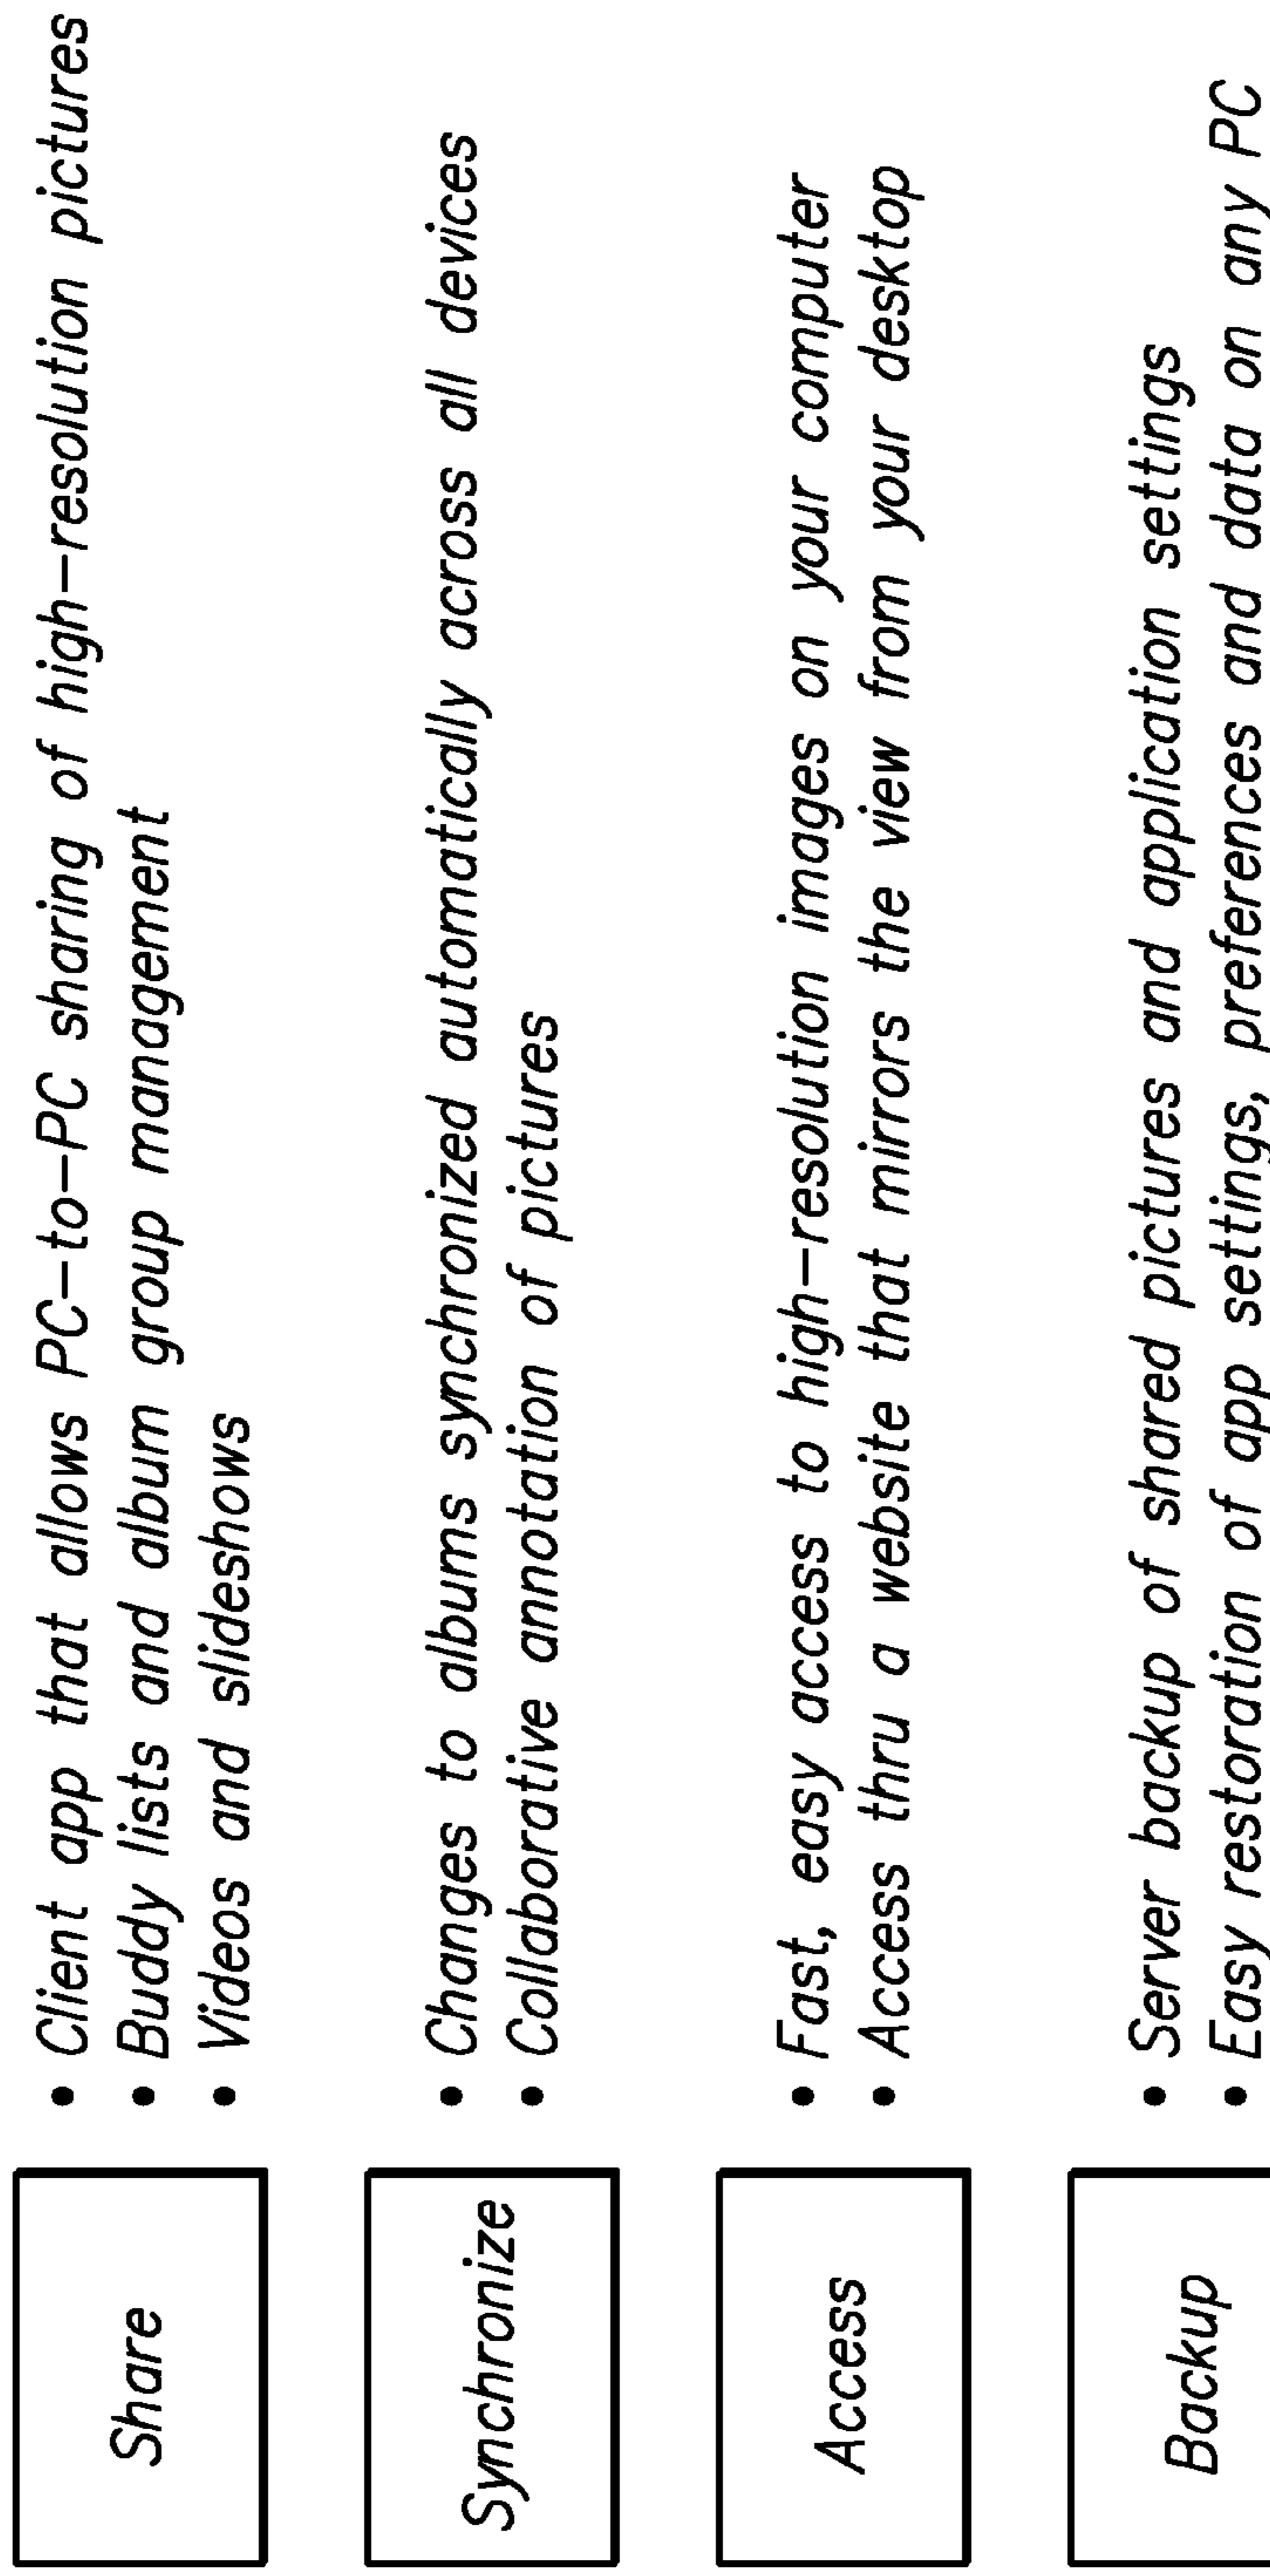 Share
• Client app that allows PC-to-PC sharing of high-resolution pictures
• Buddy lists and album group management
• Videos and slideshows
Synchronize
• Changes to albums synchronized automatically across all devices
• Collaborative annotation of pictures
Access
• Fast, easy access to high-resolution images on your computer
• Access thru a website that mirrors the view from your desktop
Backup
• Server backup of shared pictures and application settings
• Easy restoration of app settings, preferences and data on any PC